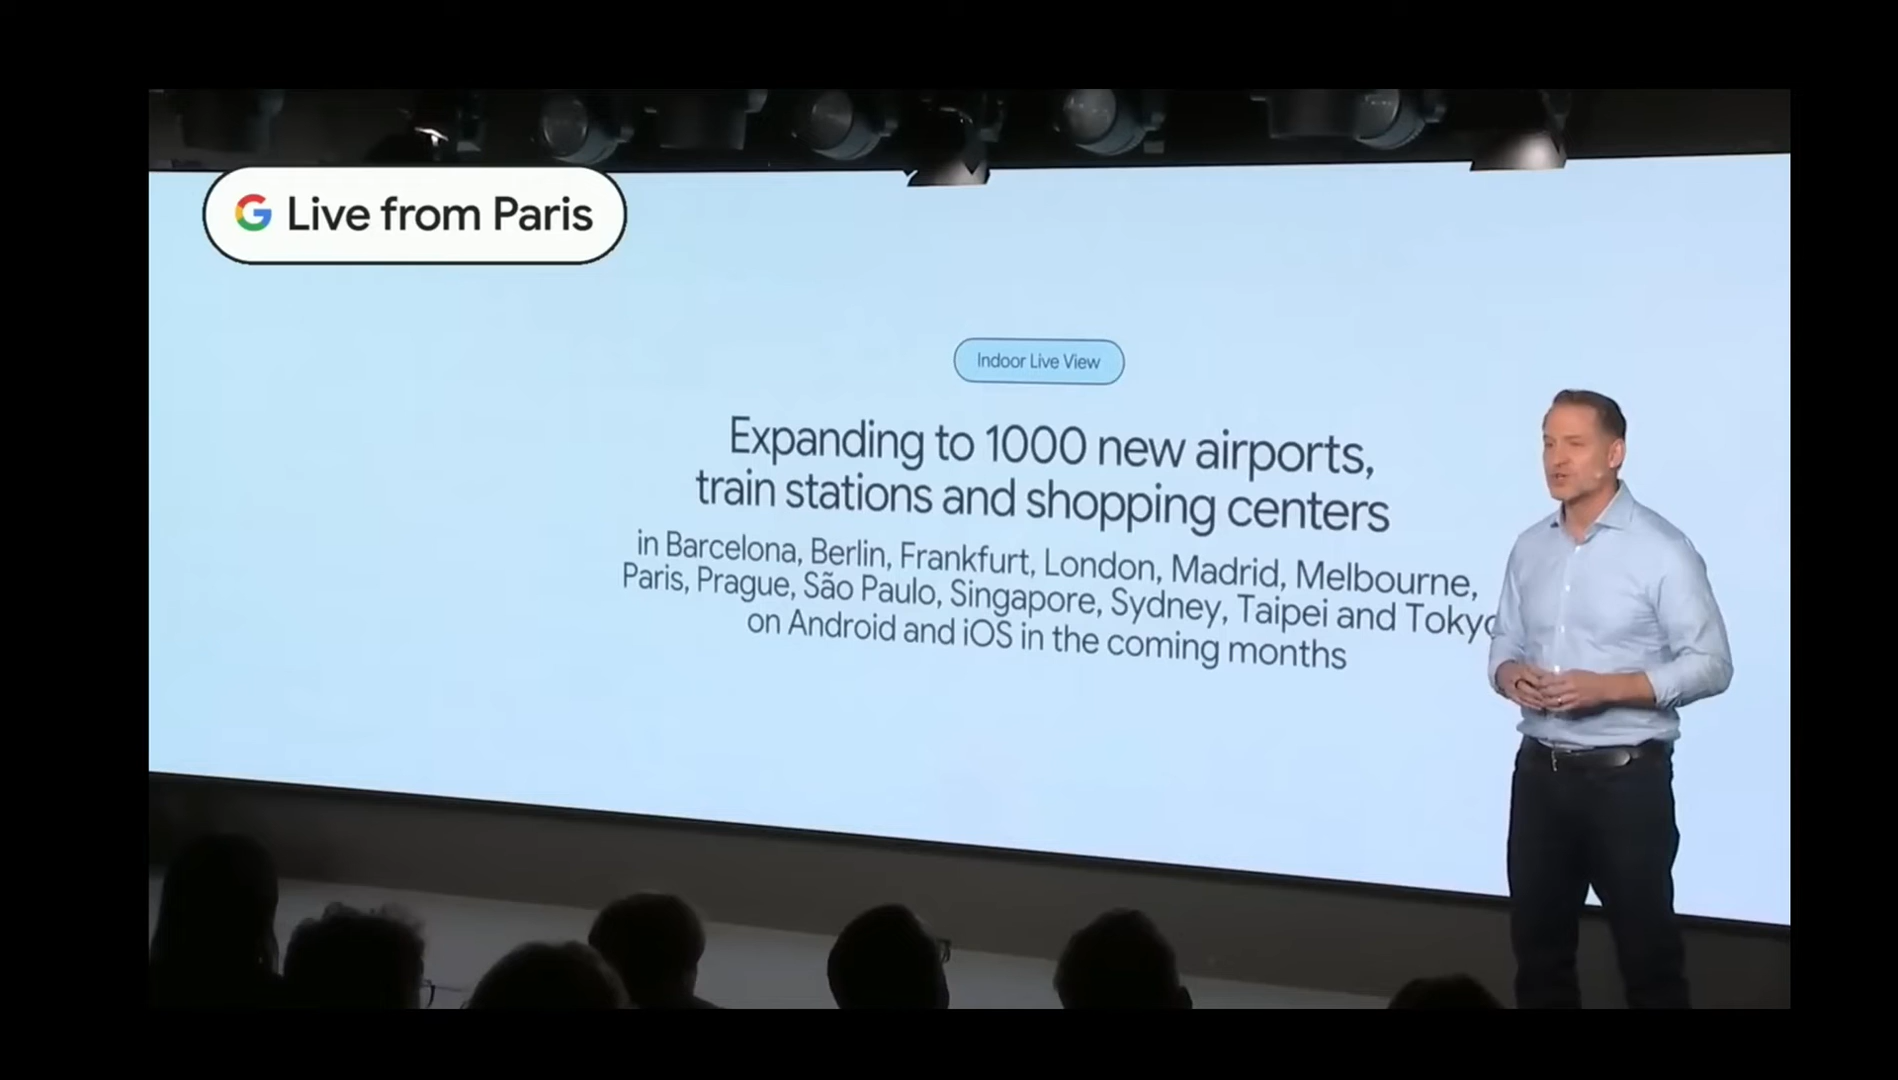 Live from Paris
Indoor Live View
Expanding to 1000 new airports,
train stations and shopping centers
in Barcelona, Berlin, Frankfurt, London, Madrid, Melbourne,
Paris, Prague, São Paulo, Singapore, Sydney, Taipei and Tokyo
on Android and iOS in the coming months